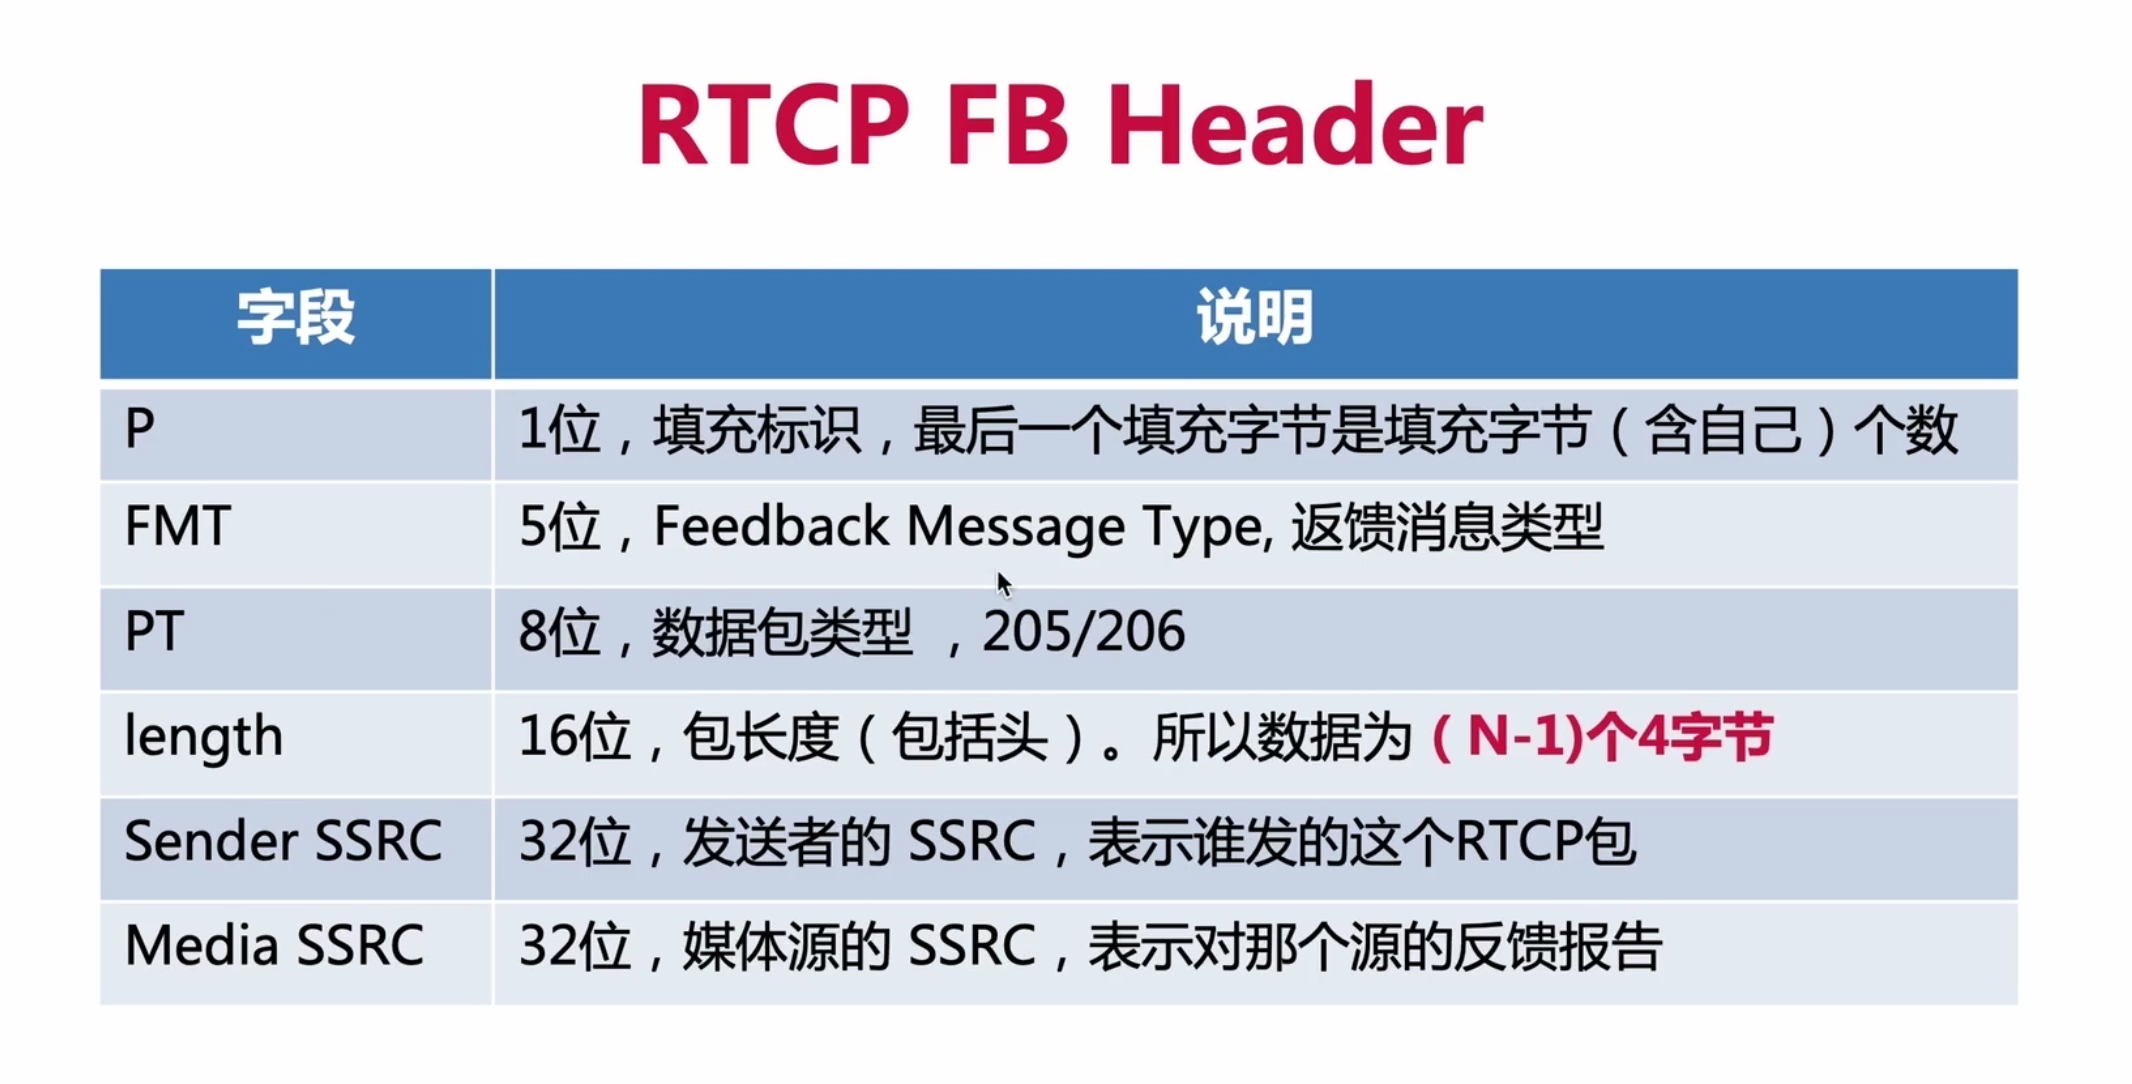 RTCP FB Header
字段 说明
P 1位，填充标识，最后一个填充字节是填充字节（含自己）个数
FMT 5位，Feedback Message Type, 返馈消息类型
PT 8位，数据包类型 ，205/206
length 16位，包长度（包括头）。所以数据为（N-1)个4字节
Sender SSRC 32位，发送者的 SSRC，表示谁发的这个RTCP包
Media SSRC 32位，媒体源的 SSRC，表示对那个源的反馈报告